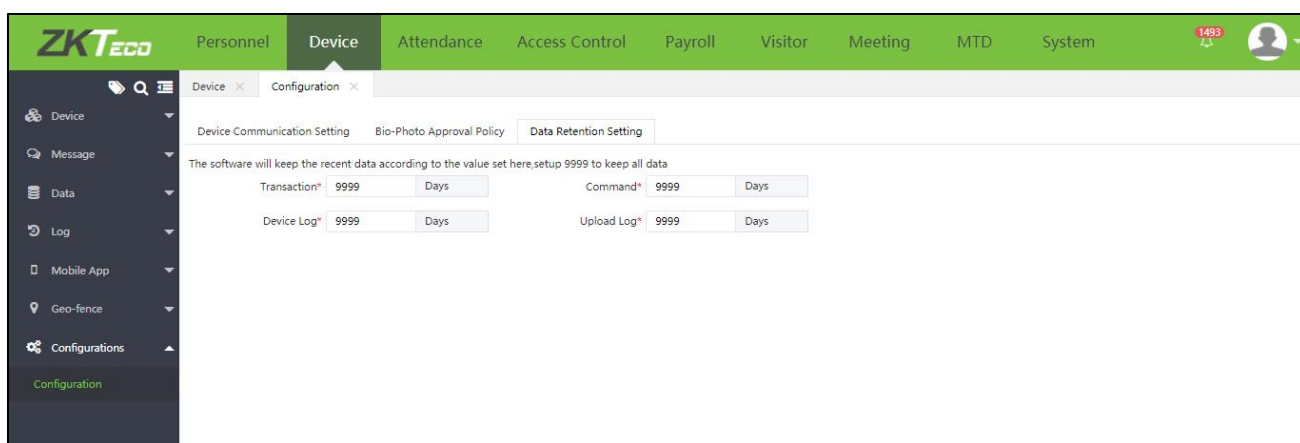 ZKTeco Personnel Device Attendance Access Control Payroll Visitor Meeting MTD System 1493
Device Configuration
Device
Device Communication Setting Bio-Photo Approval Policy Data Retention Setting
Message
The software will keep the recent data according to the value set here,setup 9999 to keep all data
Transaction* 9999 Days Command* 9999 Days
Data
Device Log* 9999 Days Upload Log* 9999 Days
Log
Mobile App
Geo-fence
Configurations
Configuration